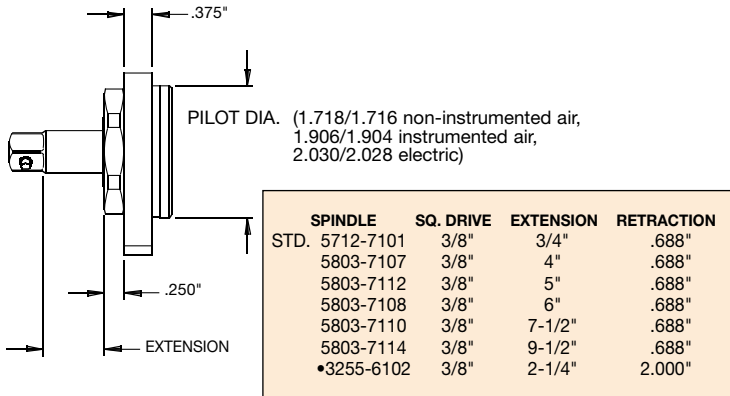 .375"
PILOT DIA. (1.718/1.716 non-instrumented air,
1.906/1.904 instrumented air,
2.030/2.028 electric)
SPINDLE SQ. DRIVE EXTENSION RETRACTION
STD. 5712-7101 3/8" 3/4" .688"
5803-7107 3/8" 4" .688"
5803-7112 3/8" 5" .688"
5803-7108 3/8" 6" .688"
5803-7110 3/8" 7-1/2" .688"
5803-7114 3/8" 9-1/2" .688"
•3255-6102 3/8" 2-1/4" 2.000"
.250"
EXTENSION